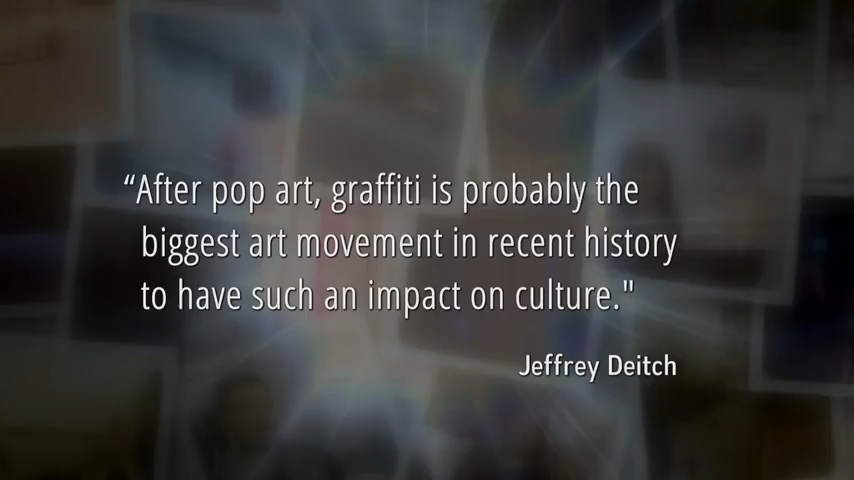 “After pop art, graffiti is probably the
biggest art movement in recent history
to have such an impact on culture."
Jeffrey Deitch